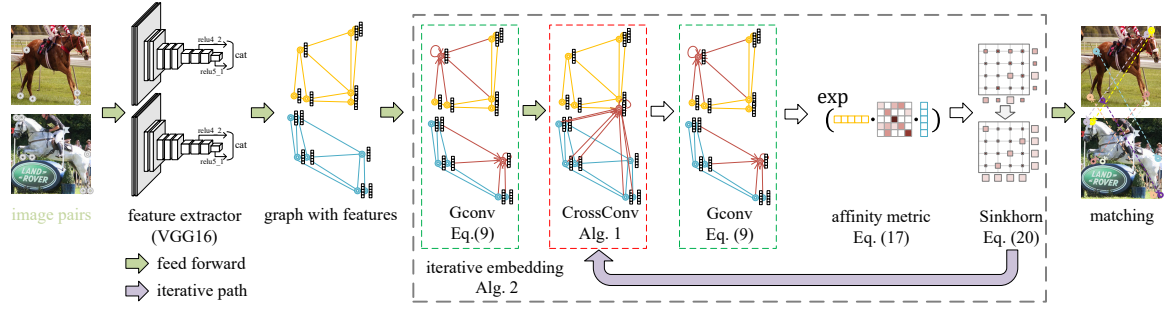 relu4_2
cat
relu5_1
relu4_2
cat
relu5_1
LAND
ROVER
exp
( · · )
image pairs
feature extractor
(VGG16)
graph with features
Gconv
Eq.(9)
CrossConv
Alg. 1
Gconv
Eq. (9)
affinity metric
Eq. (17)
Sinkhorn
Eq. (20)
matching
LAND
ROVER
feed forward
iterative path
iterative embedding
Alg. 2